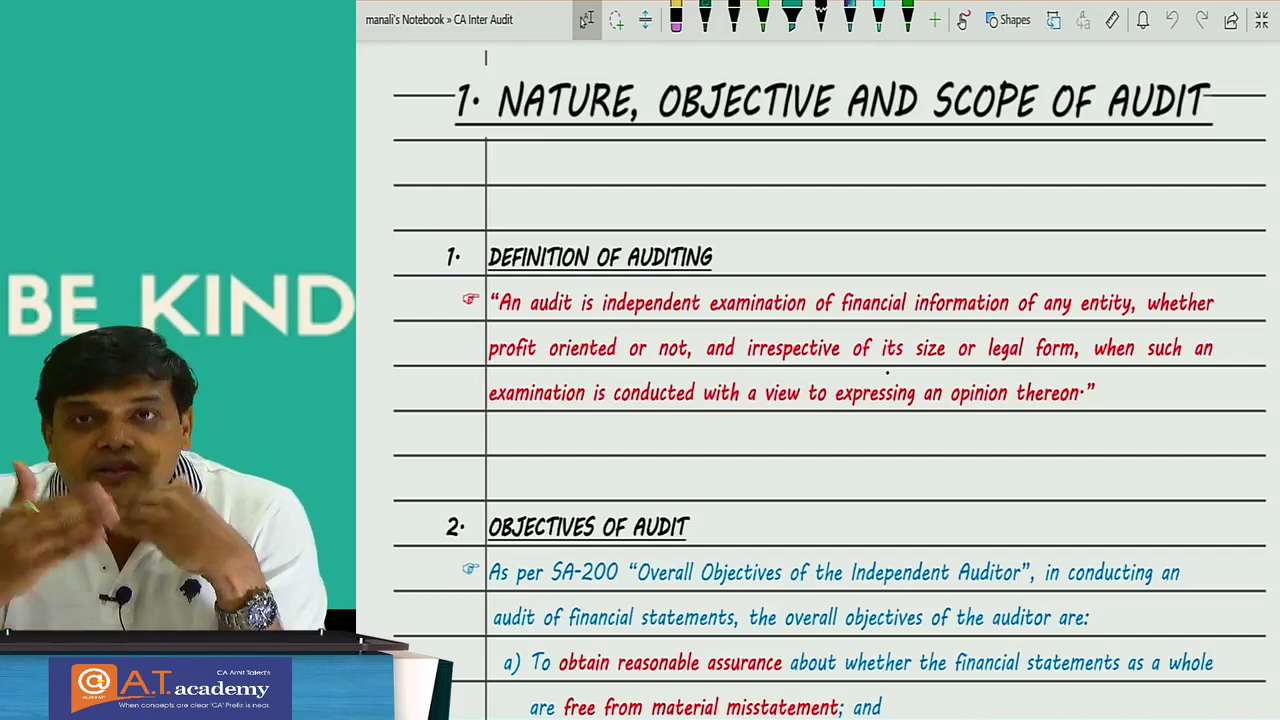 manali's Notebook » CA Inter Audit
Shapes
1. NATURE, OBJECTIVE AND SCOPE OF AUDIT
1. DEFINITION OF AUDITING
“An audit is independent examination of financial information of any entity, whether
profit oriented or not, and irrespective of its size or legal form, when such an
examination is conducted with a view to expressing an opinion thereon.”
2. OBJECTIVES OF AUDIT
As per SA-200 “Overall Objectives of the Independent Auditor”, in conducting an
audit of financial statements, the overall objectives of the auditor are:
a) To obtain reasonable assurance about whether the financial statements as a whole
are free from material misstatement; and
BE KIND
CA Amit Talda's
@A.T. academy
When concepts are clear 'CA' Prefix is near.